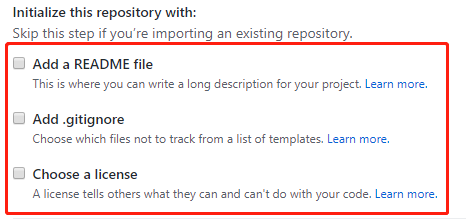 Initialize this repository with:
Skip this step if you're importing an existing repository.
Add a README file
This is where you can write a long description for your project. Learn more.
Add .gitignore
Choose which files not to track from a list of templates. Learn more.
Choose a license
A license tells others what they can and can't do with your code. Learn more.